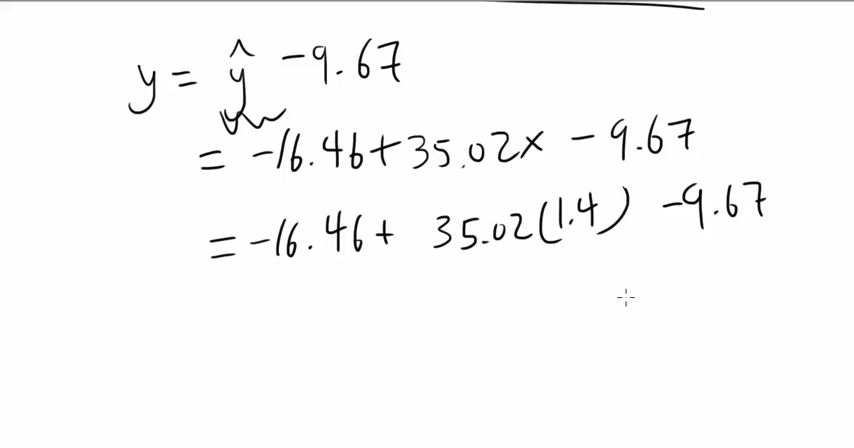 y = ŷ - 9.67
= -16.46 + 35.02x - 9.67
= -16.46 + 35.02(1.4) - 9.67